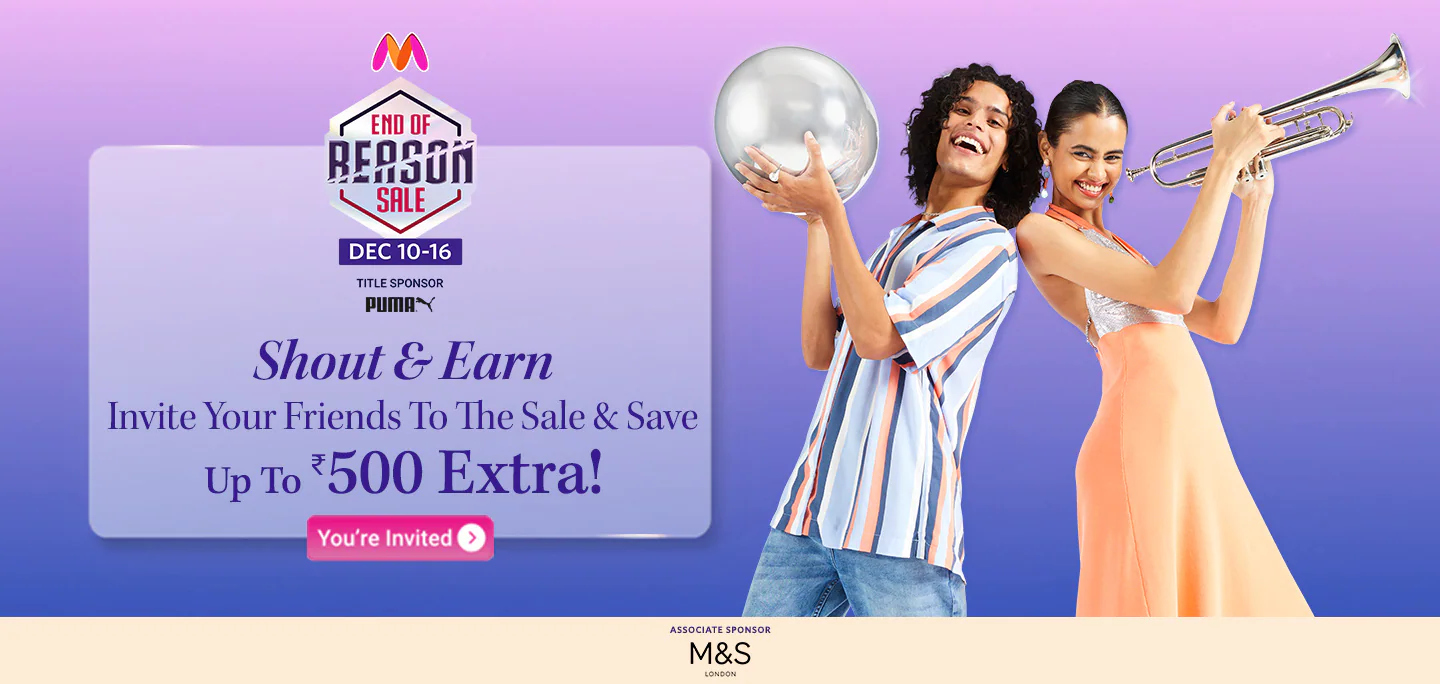 END OF
REASON
SALE
DEC 10-16
TITLE SPONSOR
PUMA
Shout & Earn
Invite Your Friends To The Sale & Save
Up To ₹500 Extra!
You're Invited
ASSOCIATE SPONSOR
M&S
LONDON